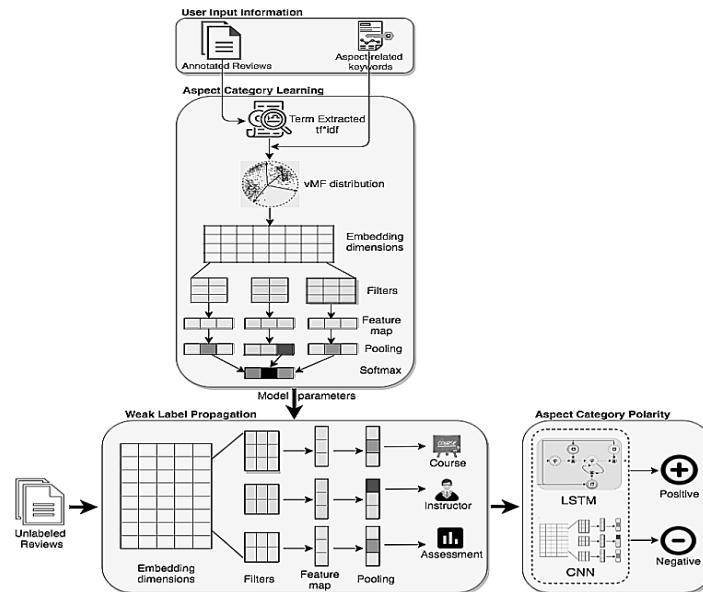 User Input Information
Annotated Reviews
Aspect-related
keywords
Aspect Category Learning
Term Extracted
tf*idf
vMF distribution
Embedding
dimensions
Filters
Feature
map
Pooling
Softmax
Model parameters
Weak Label Propagation
Unlabeled
Reviews
Embedding
dimensions
Filters
Feature
map
Pooling
Course
Instructor
Assessment
Aspect Category Polarity
LSTM
CNN
Positive
Negative